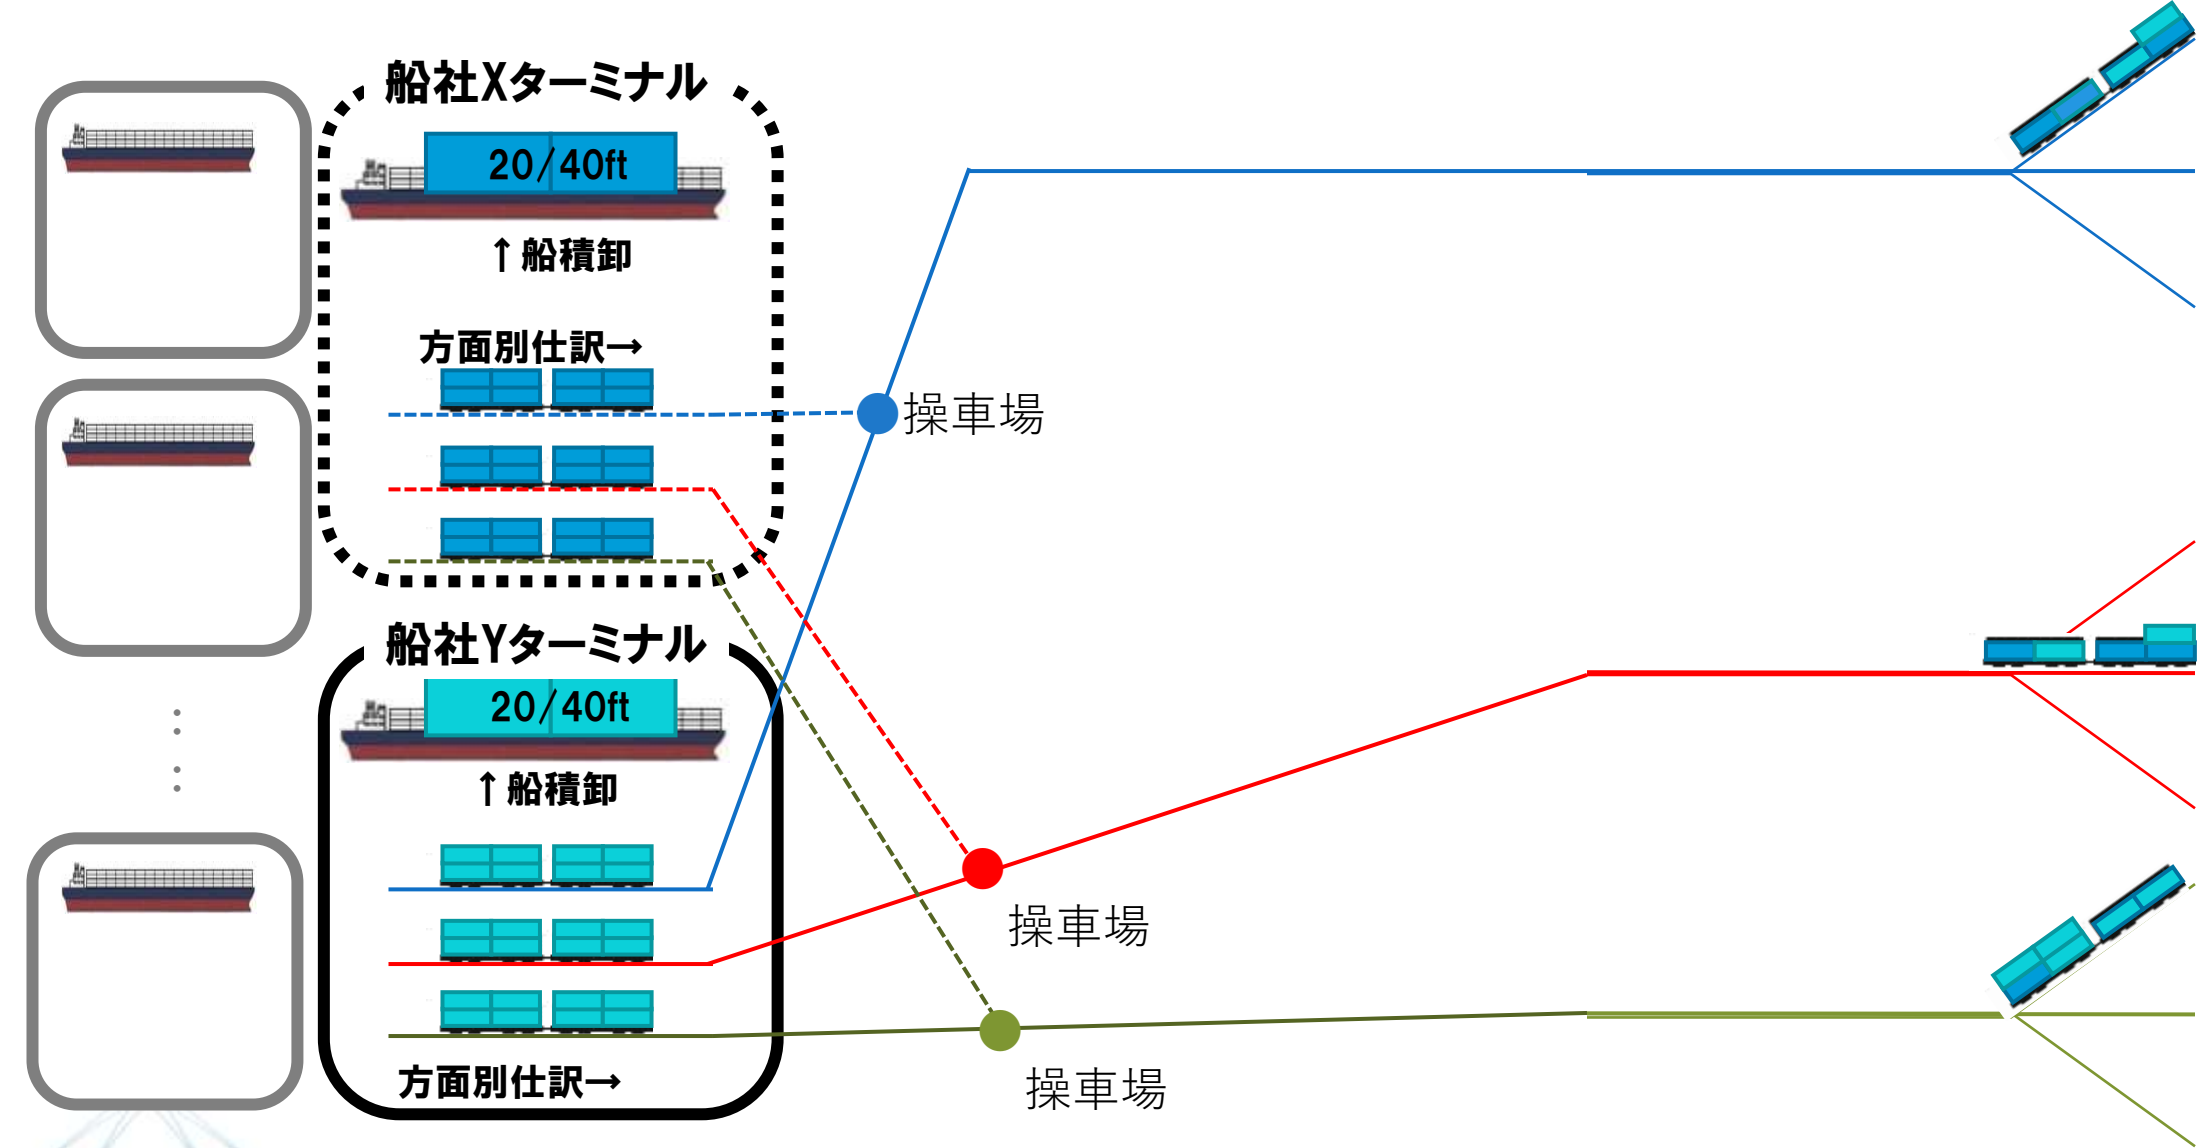 船社Xターミナル
20/40ft
↑船積卸
方面別仕訳→
操車場
船社Yターミナル
20/40ft
↑船積卸
操車場
方面別仕訳→
操車場